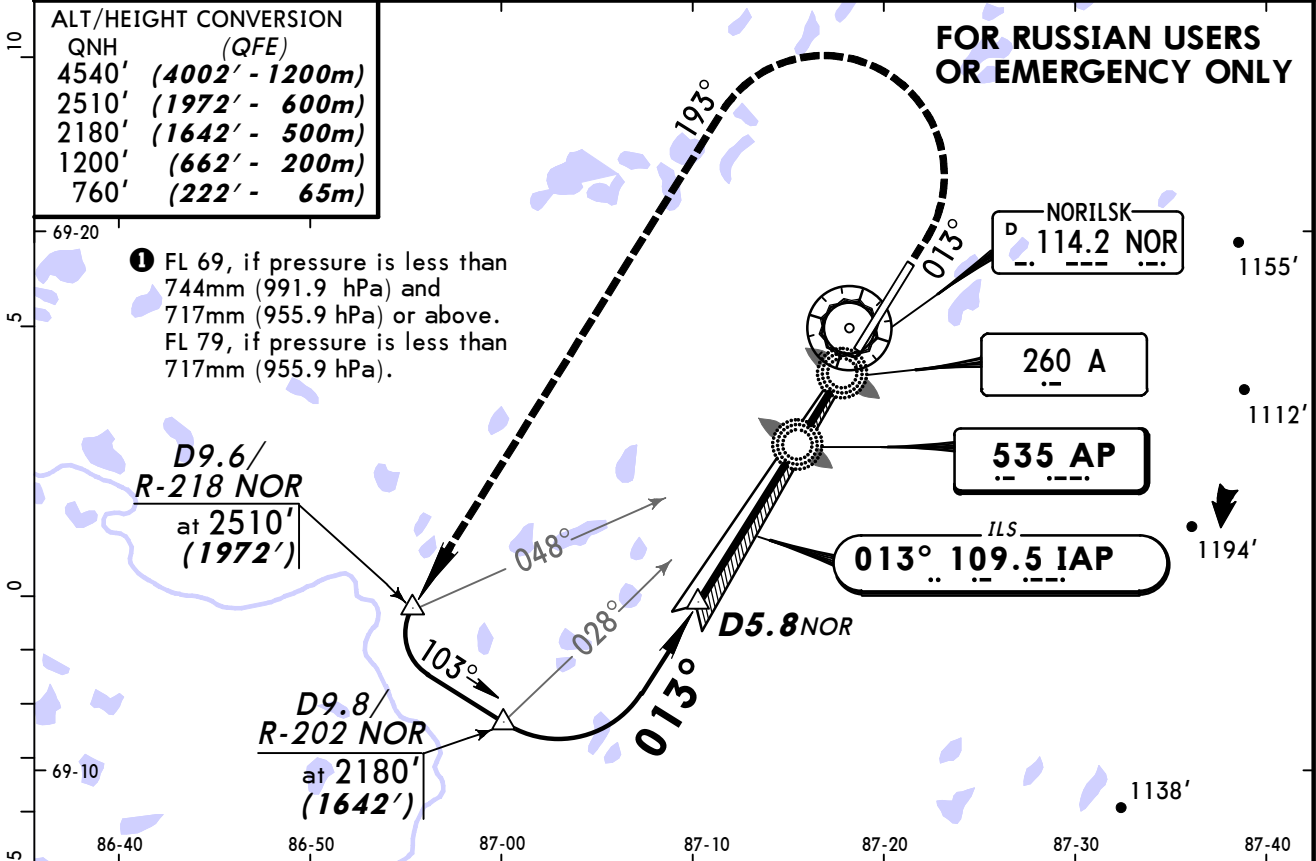 ALT/HEIGHT CONVERSION
QNH (QFE)
4540' (4002' - 1200m)
2510' (1972' - 600m)
2180' (1642' - 500m)
1200' (662' - 200m)
760' (222' - 65m)
FOR RUSSIAN USERS
OR EMERGENCY ONLY
10
193°
013°
NORILSK
D 114.2 NOR
69-20
1155'
❶ FL 69, if pressure is less than
744mm (991.9 hPa) and
717mm (955.9 hPa) or above.
FL 79, if pressure is less than
717mm (955.9 hPa).
5
260 A
1112'
D9.6/
R-218 NOR
at 2510'
(1972')
535 AP
ILS
013° 109.5 IAP
1194'
048°
0
028°
D5.8 NOR
103°
013°
D9.8/
R-202 NOR
at 2180'
(1642')
69-10
1138'
5
86-40
86-50
87-00
87-10
87-20
87-30
87-40